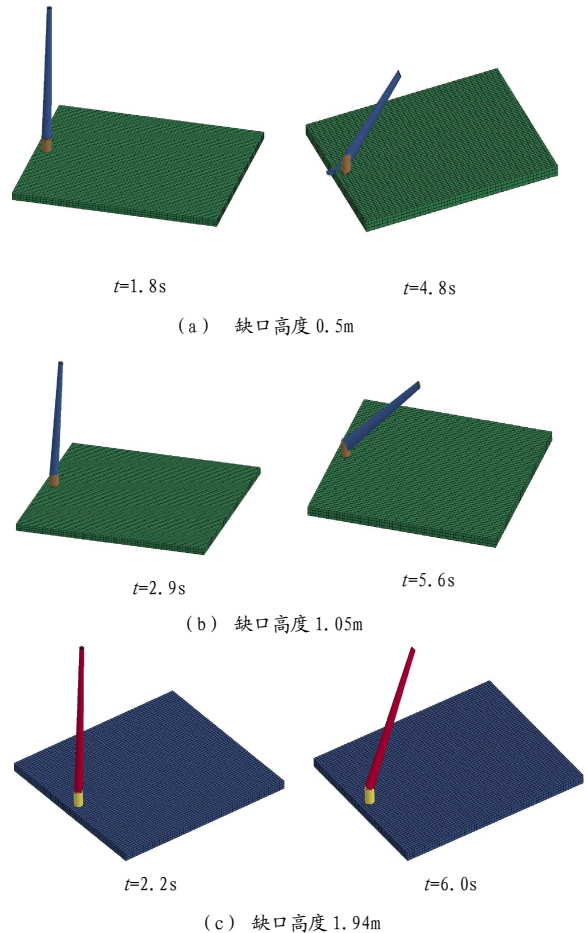 t=1.8s
t=4.8s
(a) 缺口高度 0.5m
t=2.9s
t=5.6s
(b) 缺口高度 1.05m
t=2.2s
t=6.0s
(c) 缺口高度 1.94m